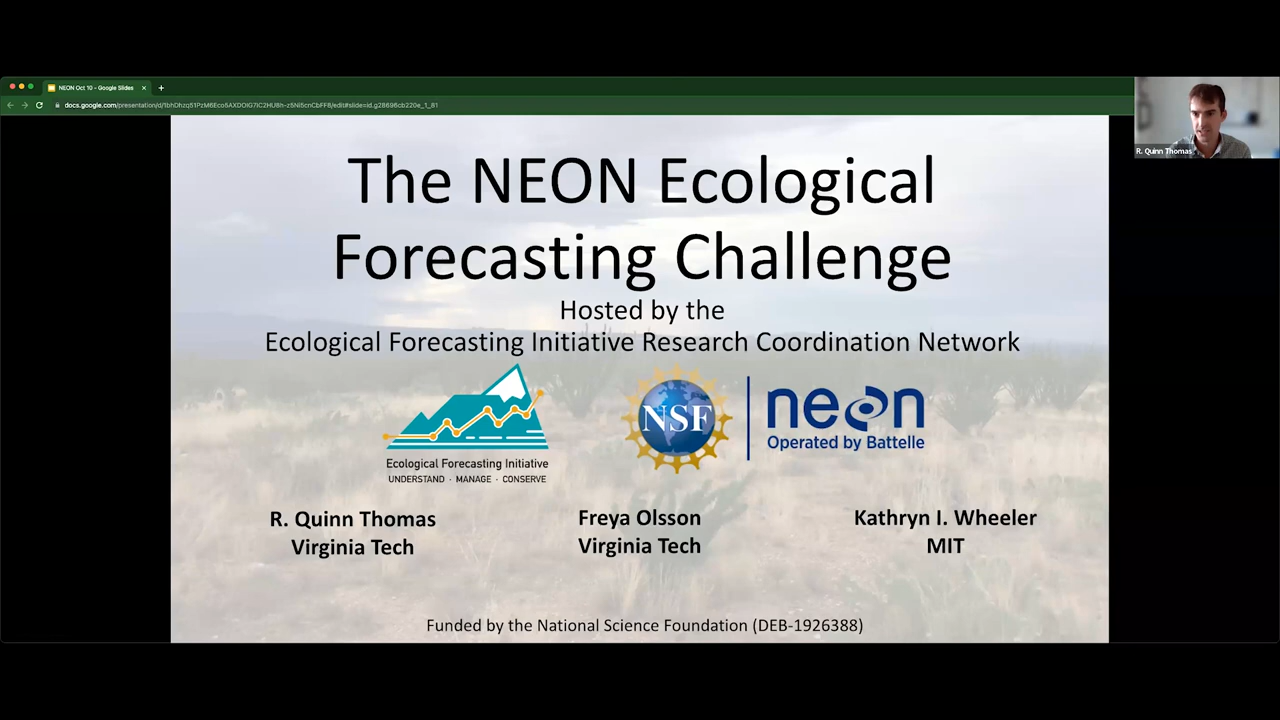 NEON Oct 10 - Google Slides
R. Quinn Thomas
The NEON Ecological
Forecasting Challenge
Hosted by the
Ecological Forecasting Initiative Research Coordination Network
NSF
neon
Operated by Battelle
Ecological Forecasting Initiative
UNDERSTAND · MANAGE · CONSERVE
R. Quinn Thomas
Virginia Tech
Freya Olsson
Virginia Tech
Kathryn I. Wheeler
MIT
Funded by the National Science Foundation (DEB-1926388)